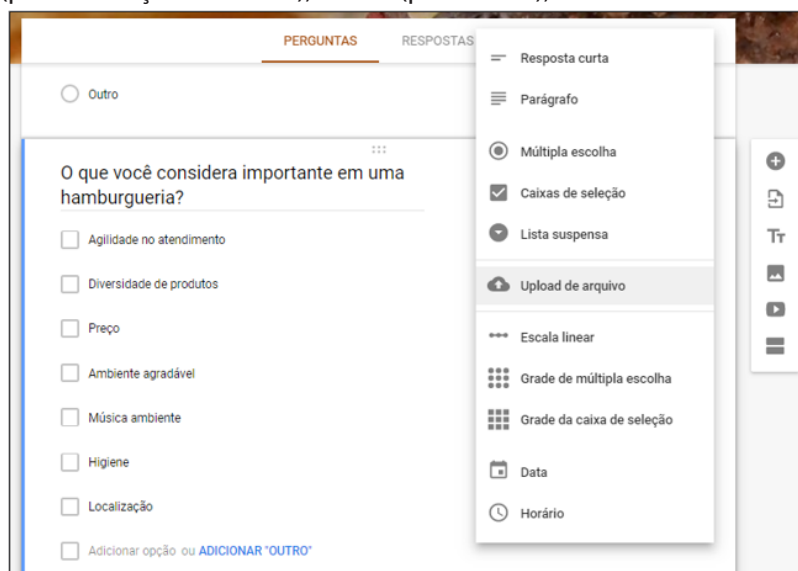 PERGUNTAS RESPOSTAS
Outro
O que você considera importante em uma
hamburgueria?
Agilidade no atendimento
Diversidade de produtos
Preço
Ambiente agradável
Música ambiente
Higiene
Localização
Adicionar opção ou ADICIONAR "OUTRO"
Resposta curta
Parágrafo
Múltipla escolha
Caixas de seleção
Lista suspensa
Upload de arquivo
Escala linear
Grade de múltipla escolha
Grade da caixa de seleção
Data
Horário
Tт